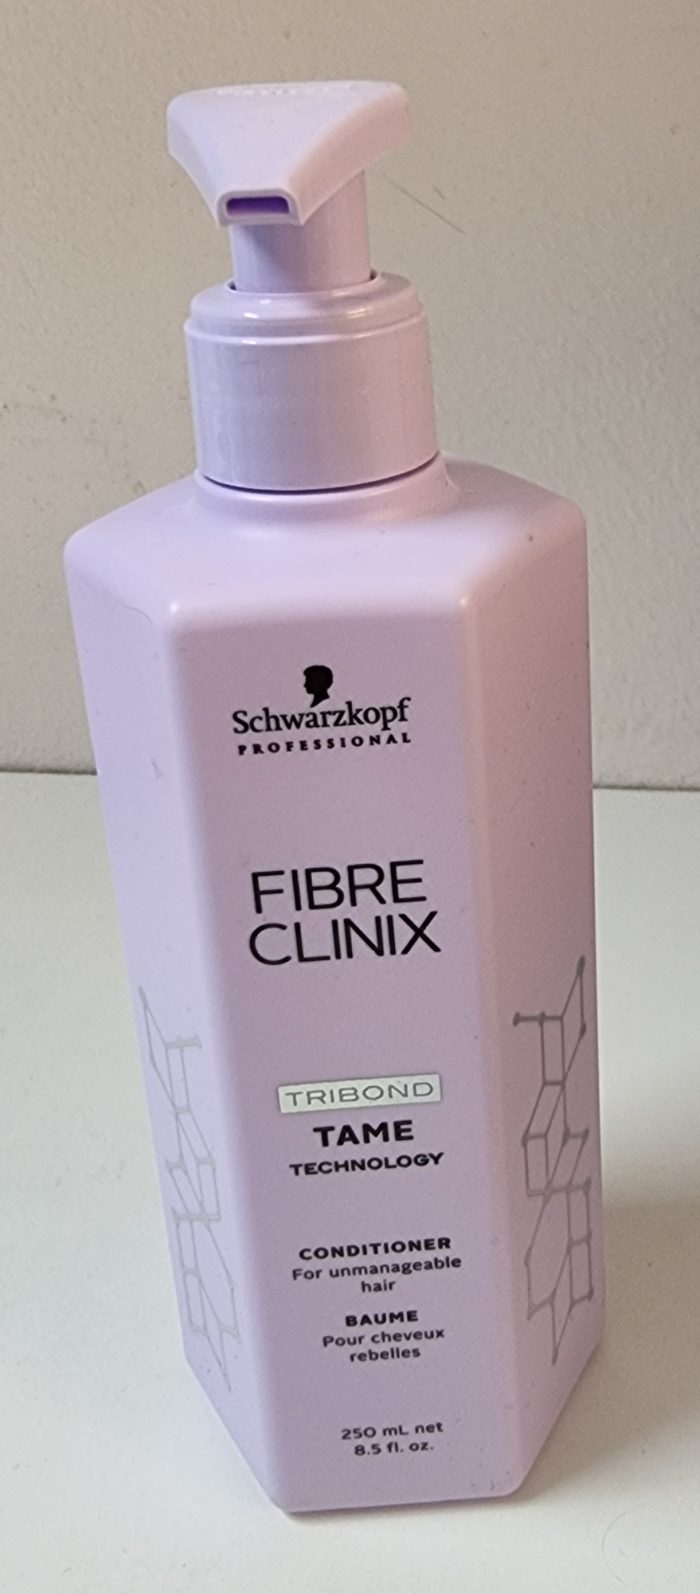 Schwarzkopf
PROFESSIONAL
FIBRE
CLINIX
TRIBOND
TAME
TECHNOLOGY
CONDITIONER
For unmanageable
hair
BAUME
Pour cheveux
rebelles
250 mL net
8.5 fl. oz.